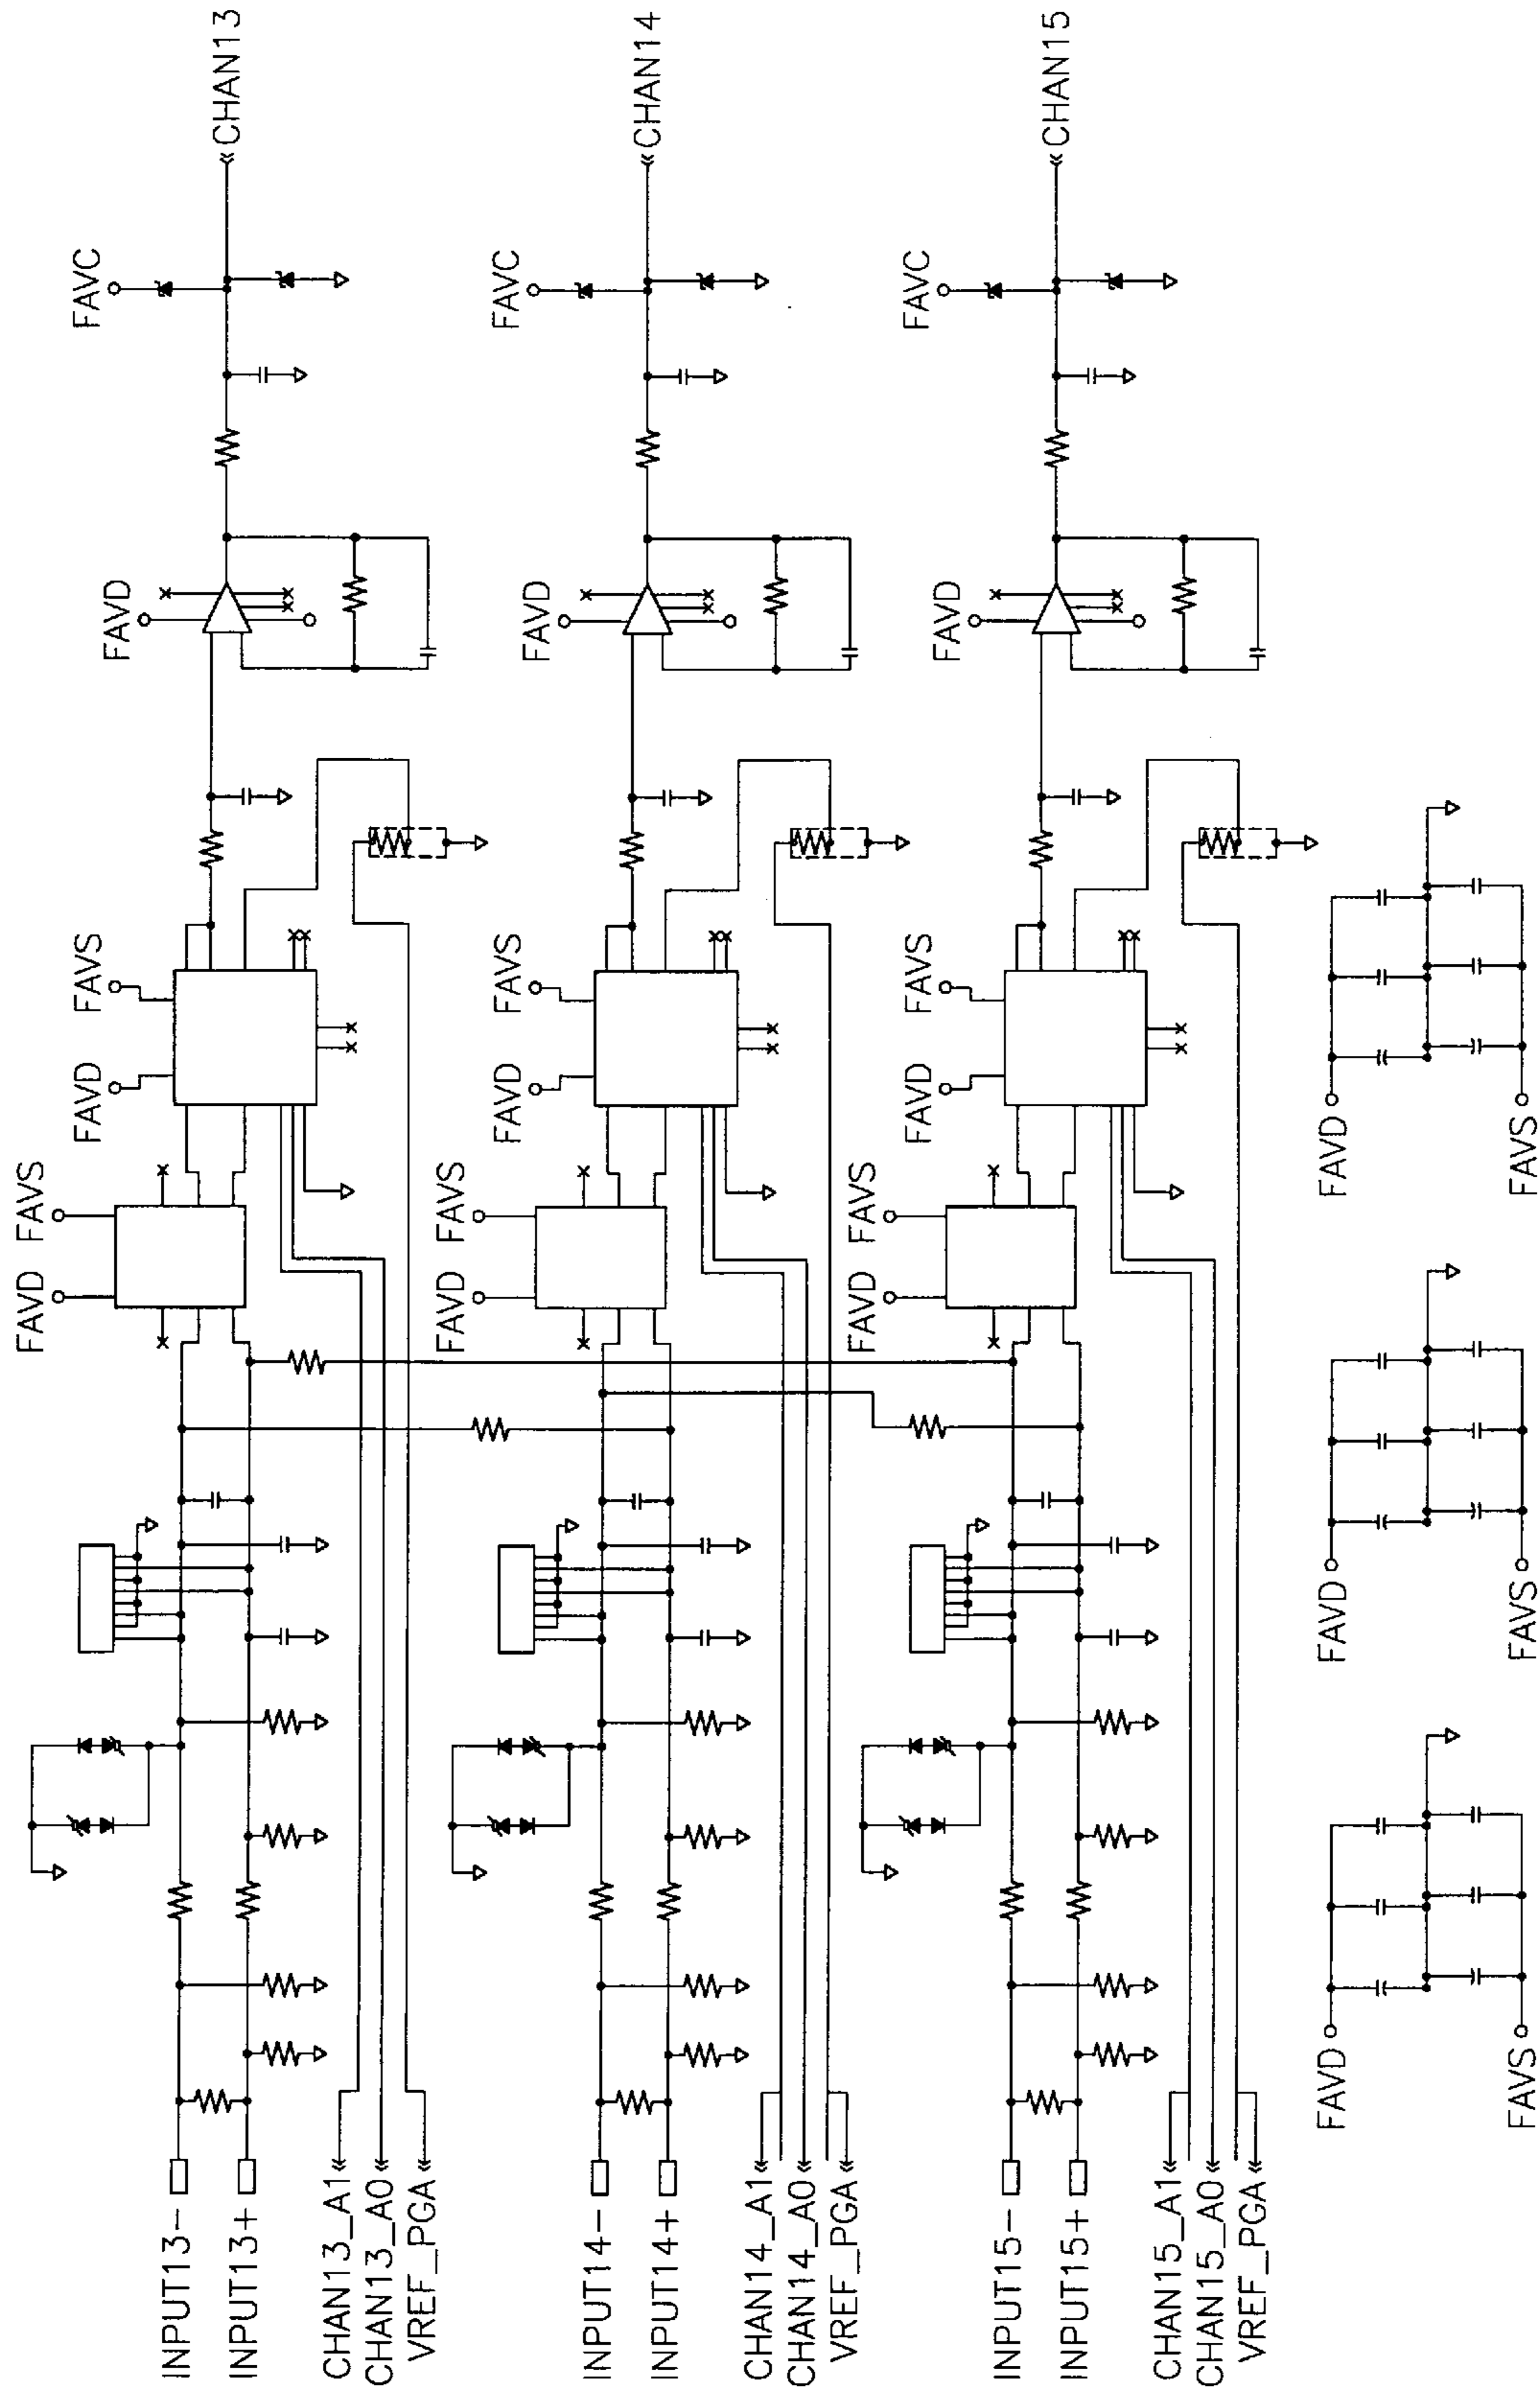 INPUT13-
INPUT13+
CHAN13_A1
CHAN13_A0
VREF_PGA
FAVD
FAVS
FAVD
FAVS
FAVD
FAVC
CHAN13
INPUT14-
INPUT14+
CHAN14_A1
CHAN14_A0
VREF_PGA
FAVD
FAVS
FAVD
FAVS
FAVD
FAVC
CHAN14
INPUT15-
INPUT15+
CHAN15_A1
CHAN15_A0
VREF_PGA
FAVD
FAVS
FAVD
FAVS
FAVD
FAVC
CHAN15
FAVD
FAVS
FAVD
FAVS
FAVD
FAVS